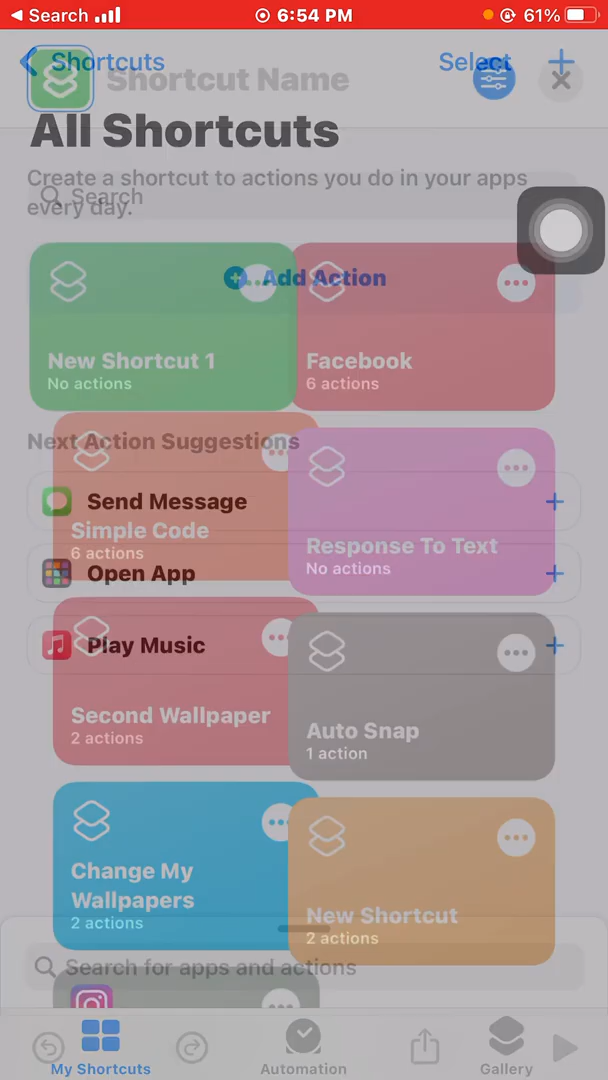 Search
6:54 PM
61%
Shortcuts
Select
Shortcut Name
All Shortcuts
Create a shortcut to actions you do in your apps
every day.
Search
Add Action
New Shortcut 1
No actions
Facebook
6 actions
Next Action Suggestions
Send Message
Simple Code
6 actions
Response To Text
No actions
Open App
Play Music
Second Wallpaper
2 actions
Auto Snap
1 action
Change My
Wallpapers
2 actions
New Shortcut
2 actions
Search for apps and actions
My Shortcuts
Automation
Gallery